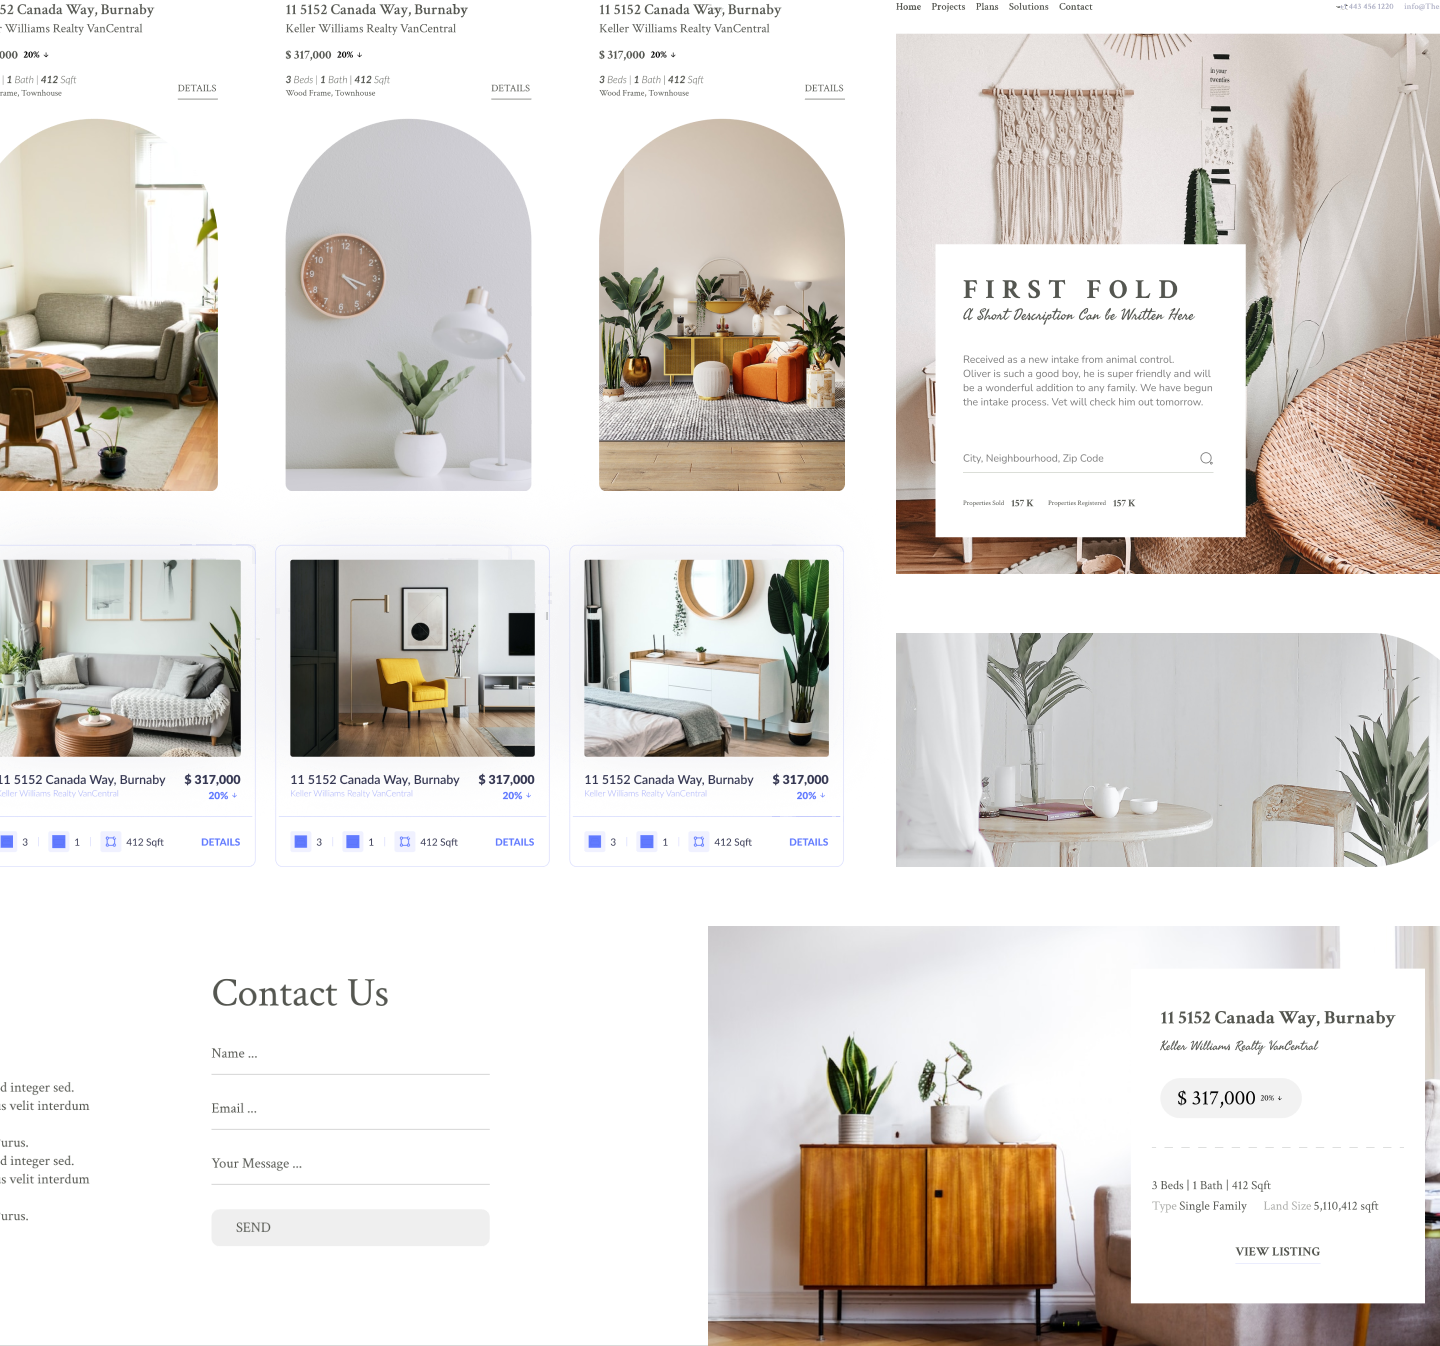 52 Canada Way, Burnaby
Keller Williams Realty VanCentral
000 20% ↓
| 1 Bath | 412 Sqft
rame, Townhouse
DETAILS
11 5152 Canada Way, Burnaby
Keller Williams Realty VanCentral
$ 317,000 20% ↓
3 Beds | 1 Bath | 412 Sqft
Wood Frame, Townhouse
DETAILS
11 5152 Canada Way, Burnaby
Keller Williams Realty VanCentral
$ 317,000 20% ↓
3 Beds | 1 Bath | 412 Sqft
Wood Frame, Townhouse
DETAILS
Home Projects Plans Solutions Contact
443 456 1220 info@The
in your
twenties
FIRST FOLD
A Short Description Can be Written Here
Received as a new intake from animal control.
Oliver is such a good boy, he is super friendly and will
be a wonderful addition to any family. We have begun
the intake process. Vet will check him out tomorrow.
City, Neighbourhood, Zip Code
Properties Sold 157 K Properties Registered 157 K
11 5152 Canada Way, Burnaby $ 317,000
Keller Williams Realty VanCentral 20% ↓
3 1 412 Sqft DETAILS
11 5152 Canada Way, Burnaby $ 317,000
Keller Williams Realty VanCentral 20% ↓
3 1 412 Sqft DETAILS
11 5152 Canada Way, Burnaby $ 317,000
Keller Williams Realty VanCentral 20% ↓
3 1 412 Sqft DETAILS
d integer sed.
s velit interdum
urus.
d integer sed.
s velit interdum
urus.
Contact Us
Name ...
Email ...
Your Message ...
SEND
11 5152 Canada Way, Burnaby
Keller Williams Realty VanCentral
$ 317,000 20% ↓
3 Beds | 1 Bath | 412 Sqft
Type Single Family Land Size 5,110,412 sqft
VIEW LISTING